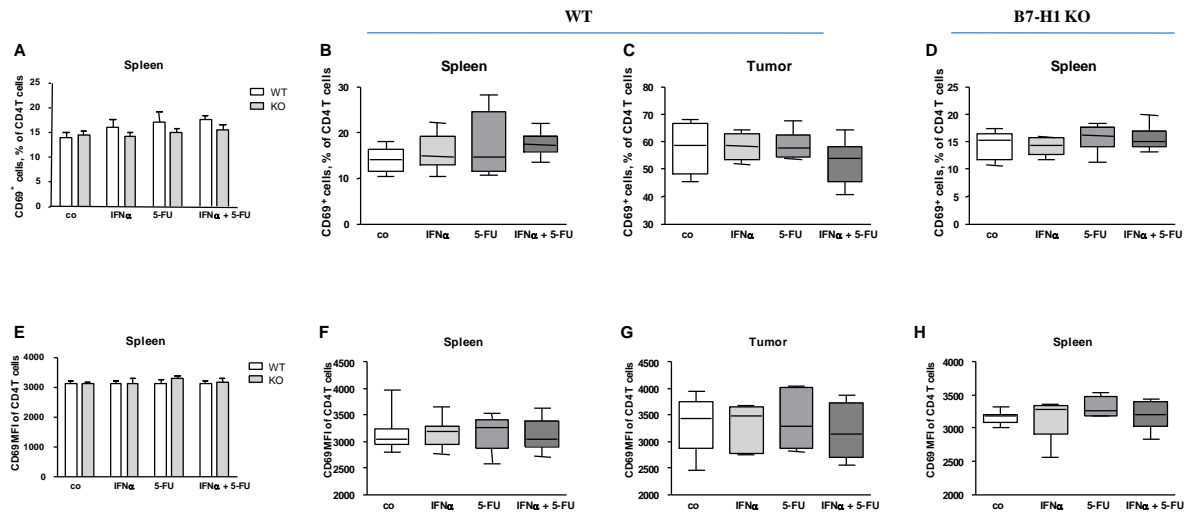 WT
B7-H1 KO
A
Spleen
CD69+ cells, % of CD4 T cells
25
20
15
10
5
0
co
IFNα
5-FU
IFNα + 5-FU
WT
KO
B
Spleen
CD69+ cells, % of CD4 T cells
30
20
10
0
co
IFNα
5-FU
IFNα + 5-FU
C
Tumor
CD69+ cells, % of CD4 T cells
80
70
60
50
40
30
co
IFNα
5-FU
IFNα + 5-FU
D
Spleen
CD69+ cells, % of CD4 T cells
25
20
15
10
5
0
co
IFNα
5-FU
IFNα + 5-FU
E
Spleen
CD69 MFI of CD4 T cells
4000
3000
2000
1000
0
co
IFNα
5-FU
IFNα + 5-FU
WT
KO
F
Spleen
CD69 MFI of CD4 T cells
4500
4000
3500
3000
2500
2000
co
IFNα
5-FU
IFNα + 5-FU
G
Tumor
CD69 MFI of CD4 T cells
4500
4000
3500
3000
2500
2000
co
IFNα
5-FU
IFNα + 5-FU
H
Spleen
CD69 MFI of CD4 T cells
4000
3500
3000
2500
2000
co
IFNα
5-FU
IFNα + 5-FU